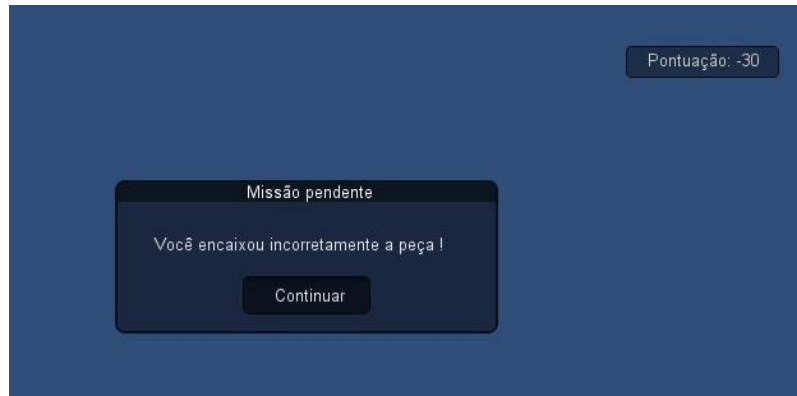 Pontuação: -30
Missão pendente
Você encaixou incorretamente a peça !
Continuar